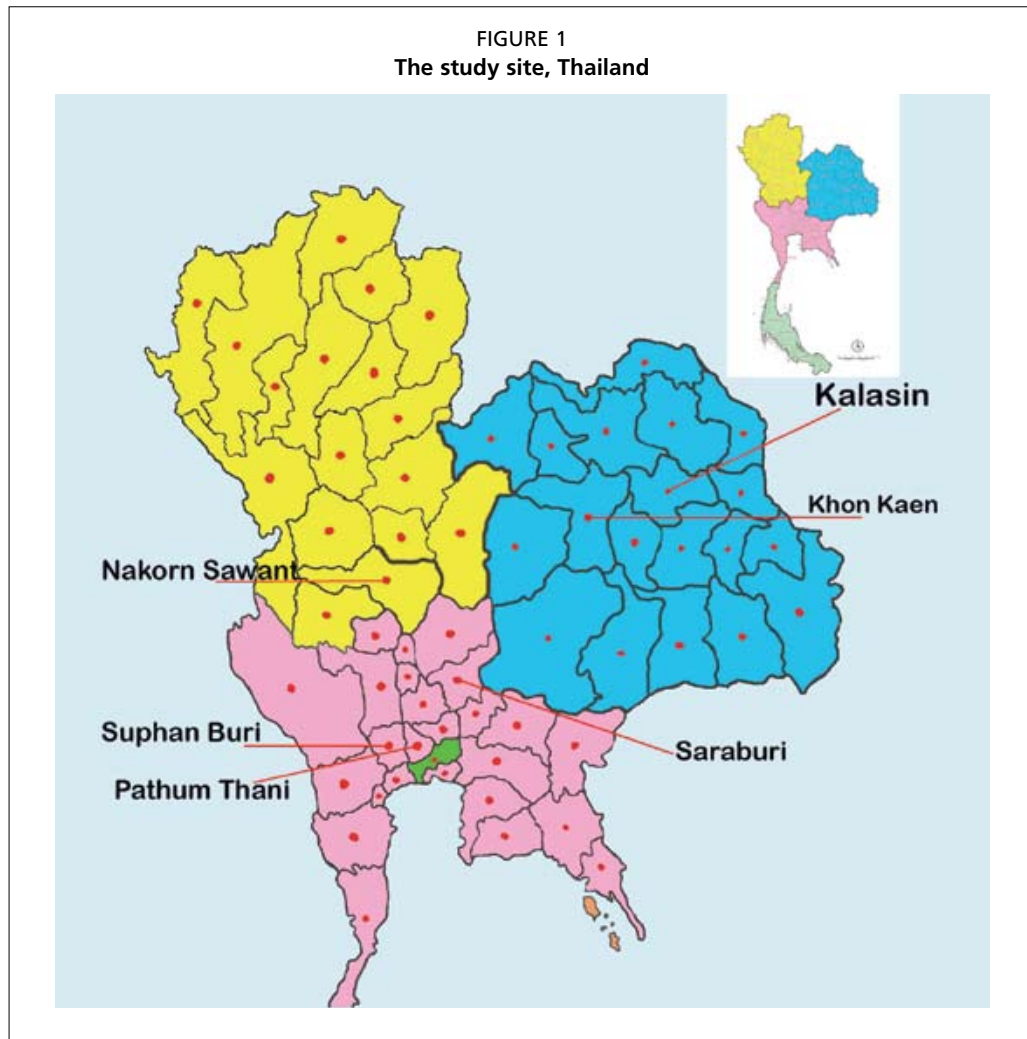 FIGURE 1
The study site, Thailand
Kalasin
Khon Kaen
Nakorn Sawant
Suphan Buri
Saraburi
Pathum Thani